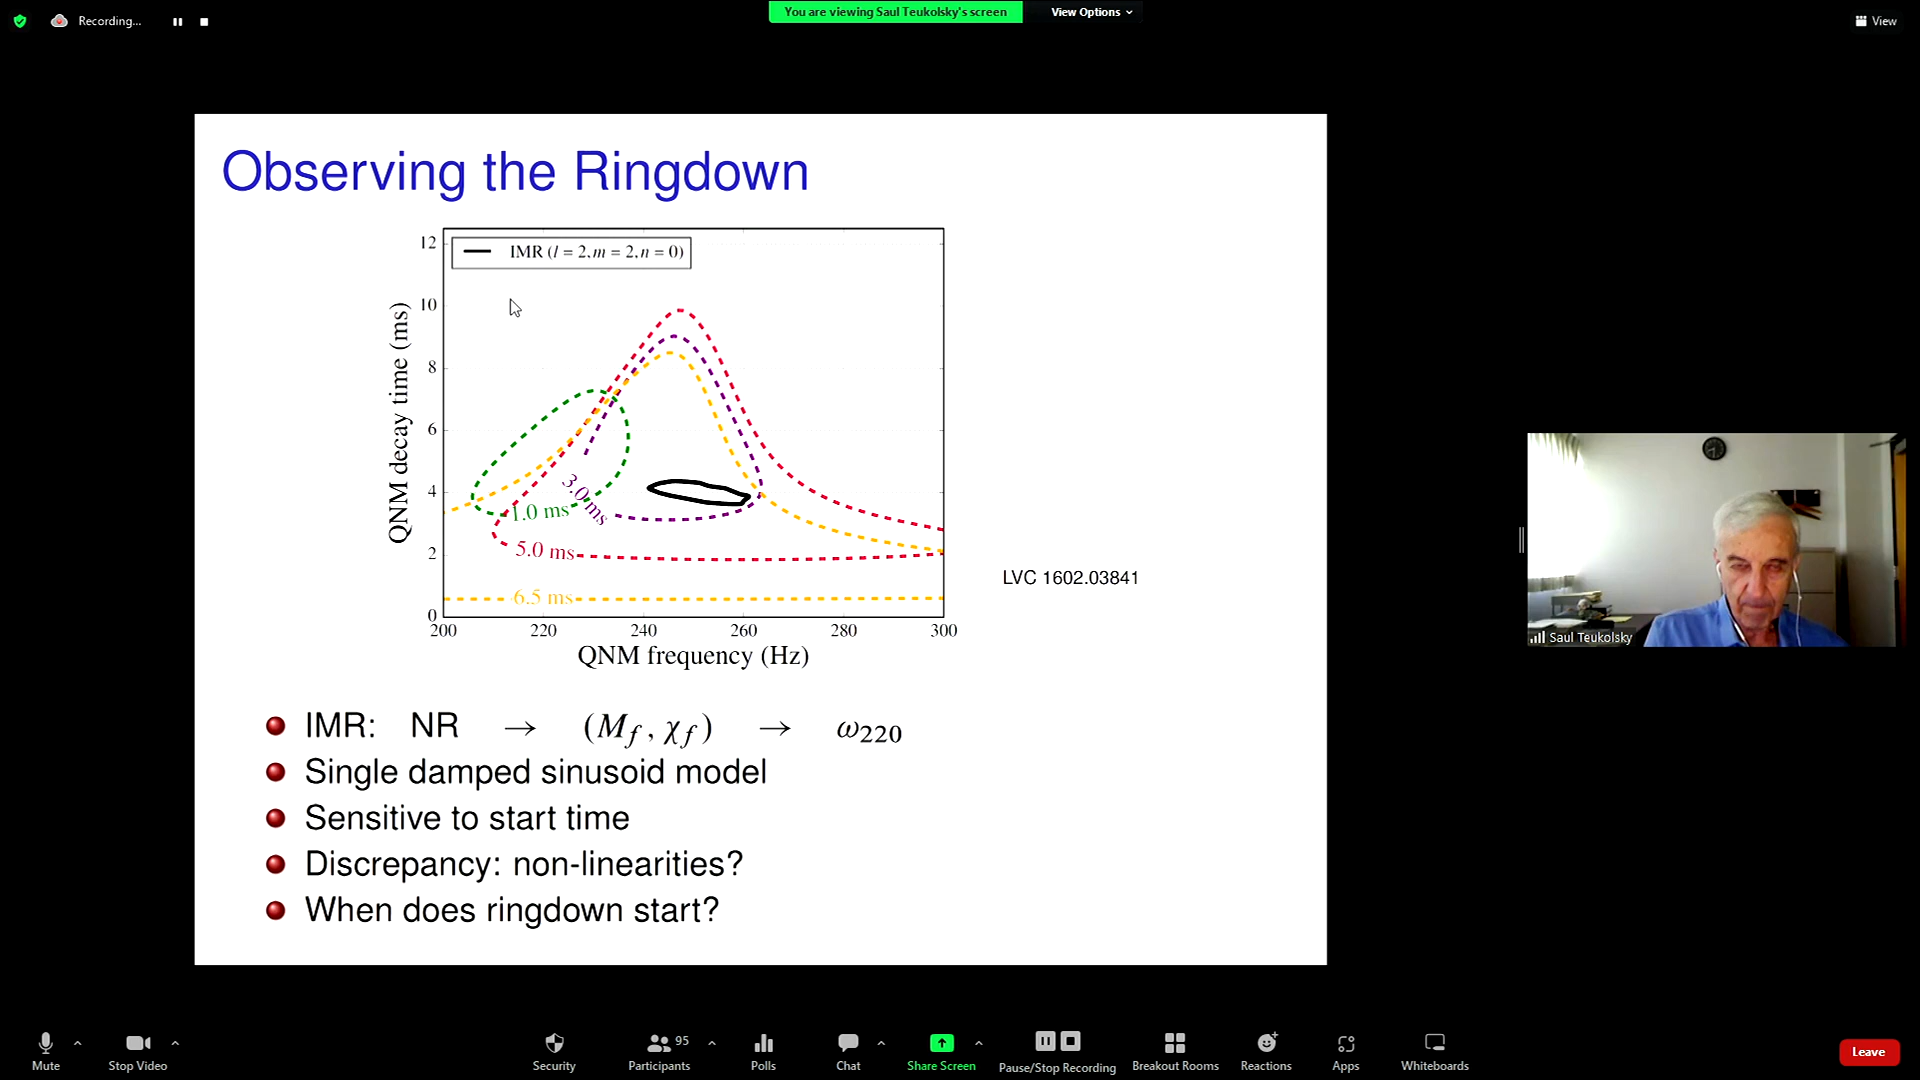 Recording...
You are viewing Saul Teukolsky's screen
View Options
View
Observing the Ringdown
IMR (l = 2, m = 2, n = 0)
12
10
8
6
4
2
0
QNM decay time (ms)
3.0 ms
1.0 ms
5.0 ms
6.5 ms
200 220 240 260 280 300
QNM frequency (Hz)
LVC 1602.03841
IMR: NR → (M_f, χ_f) → ω₂₂₀
Single damped sinusoid model
Sensitive to start time
Discrepancy: non-linearities?
When does ringdown start?
Saul Teukolsky
Mute
Stop Video
Security
Participants 95
Polls
Chat
Share Screen
Pause/Stop Recording
Breakout Rooms
Reactions
Apps
Whiteboards
Leave